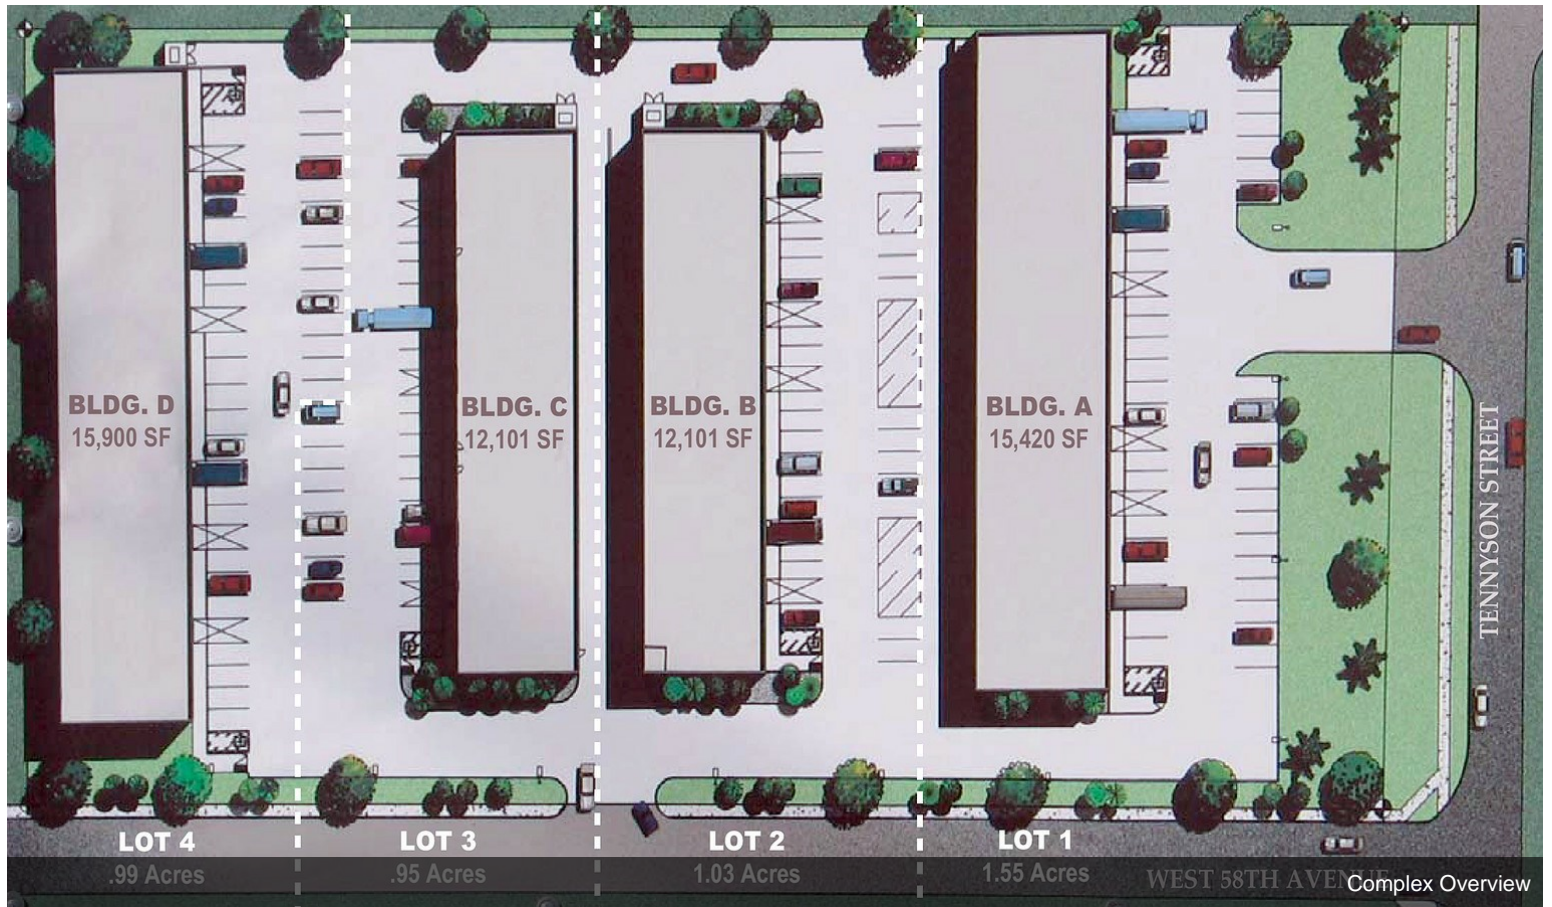 BLDG. D
15,900 SF
BLDG. C
12,101 SF
BLDG. B
12,101 SF
BLDG. A
15,420 SF
TENNYSON STREET
LOT 4
.99 Acres
LOT 3
.95 Acres
LOT 2
1.03 Acres
LOT 1
1.55 Acres
WEST 58TH AVENUE
Complex Overview